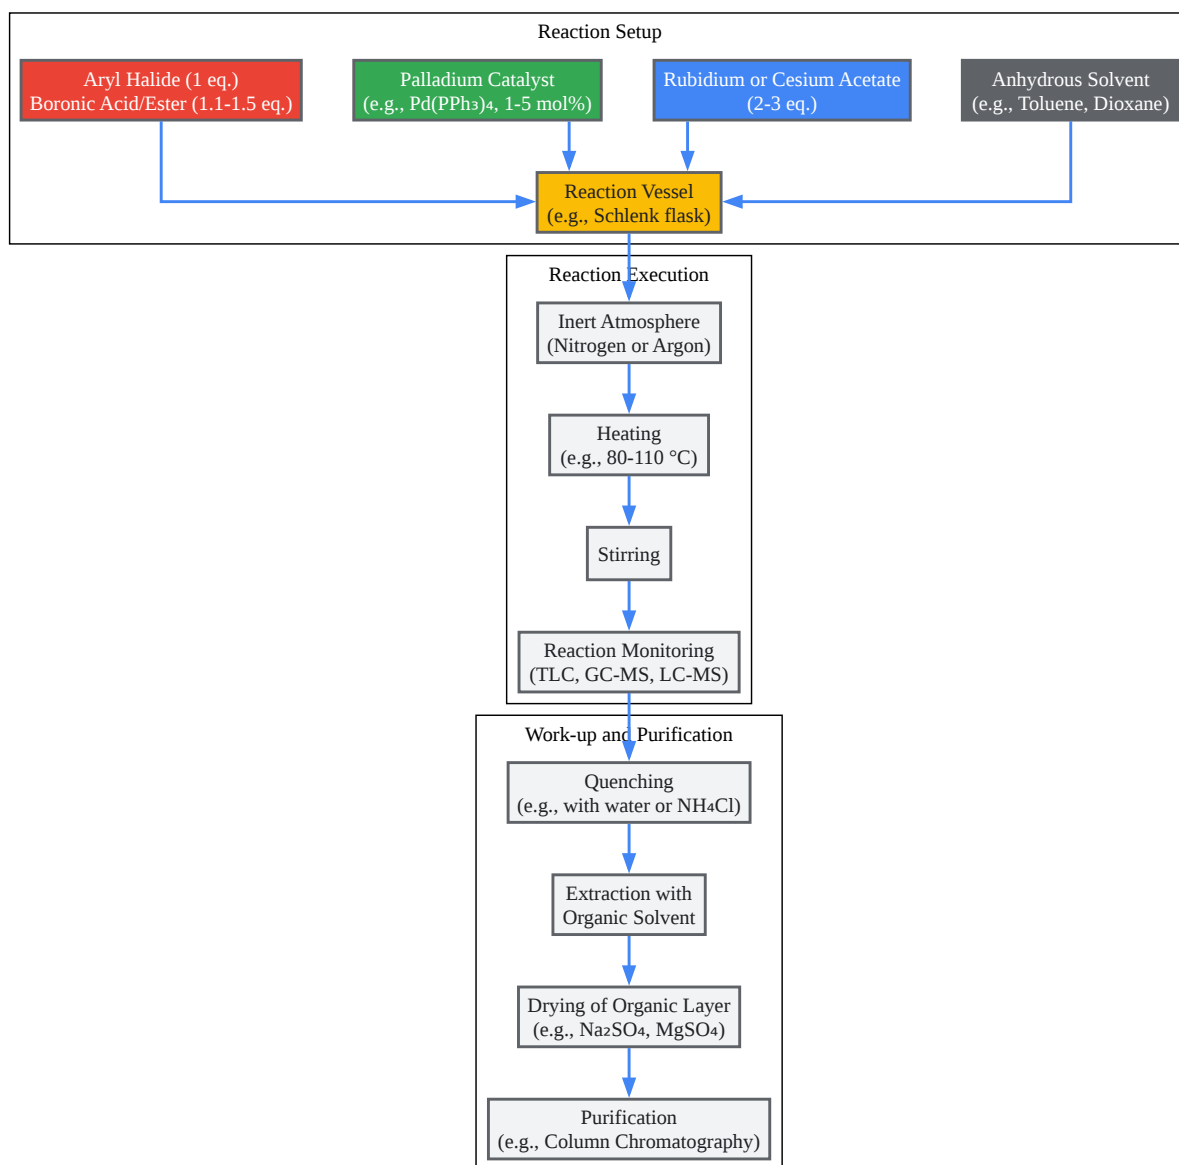 Reaction Setup
Aryl Halide (1 eq.)
Boronic Acid/Ester (1.1-1.5 eq.)
Palladium Catalyst
(e.g., Pd(PPh₃)₄, 1-5 mol%)
Rubidium or Cesium Acetate
(2-3 eq.)
Anhydrous Solvent
(e.g., Toluene, Dioxane)
Reaction Vessel
(e.g., Schlenk flask)
Reaction Execution
Inert Atmosphere
(Nitrogen or Argon)
Heating
(e.g., 80-110 °C)
Stirring
Reaction Monitoring
(TLC, GC-MS, LC-MS)
Work-up and Purification
Quenching
(e.g., with water or NH₄Cl)
Extraction with
Organic Solvent
Drying of Organic Layer
(e.g., Na₂SO₄, MgSO₄)
Purification
(e.g., Column Chromatography)